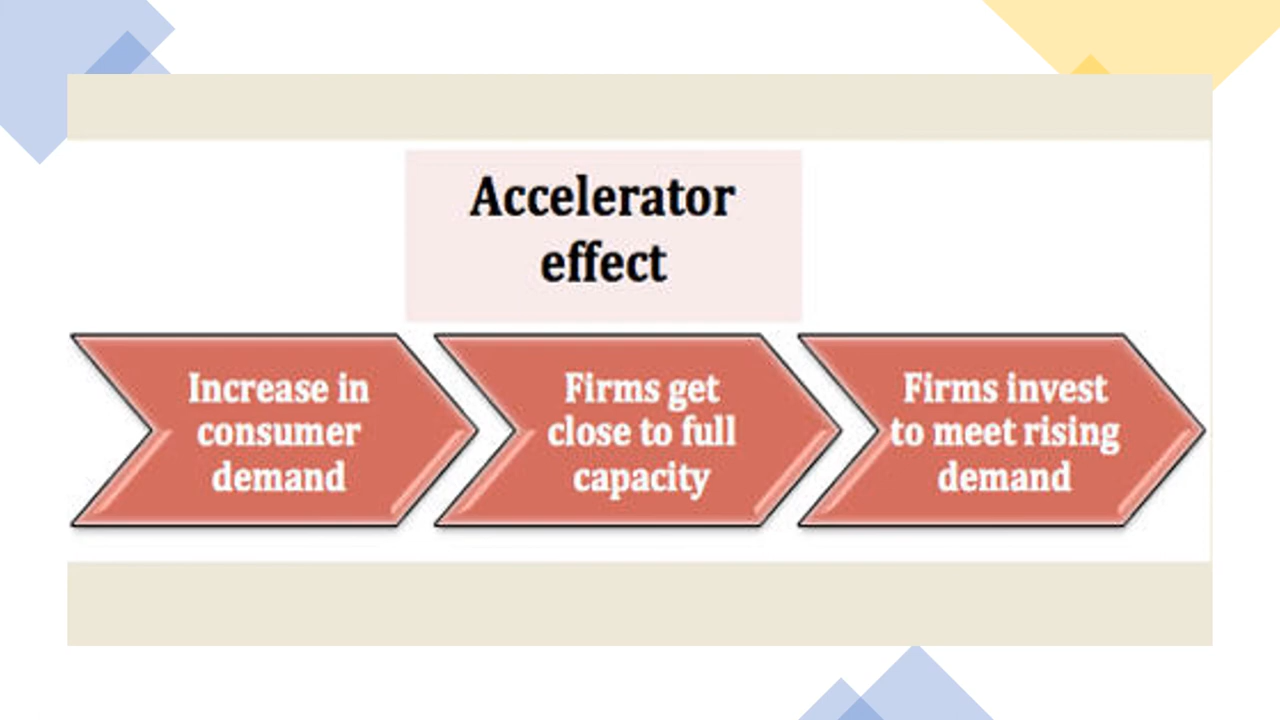 Accelerator
effect
Increase in
consumer
demand
Firms get
close to full
capacity
Firms invest
to meet rising
demand